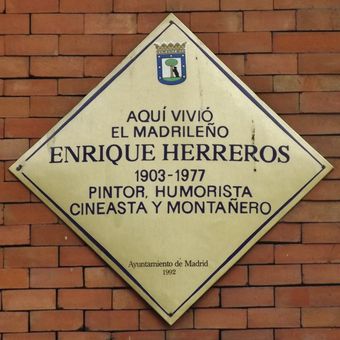 AQUÍ VIVIÓ
EL MADRILEÑO
ENRIQUE HERREROS
1903-1977
PINTOR, HUMORISTA
CINEASTA Y MONTAÑERO
Ayuntamiento de Madrid
1992